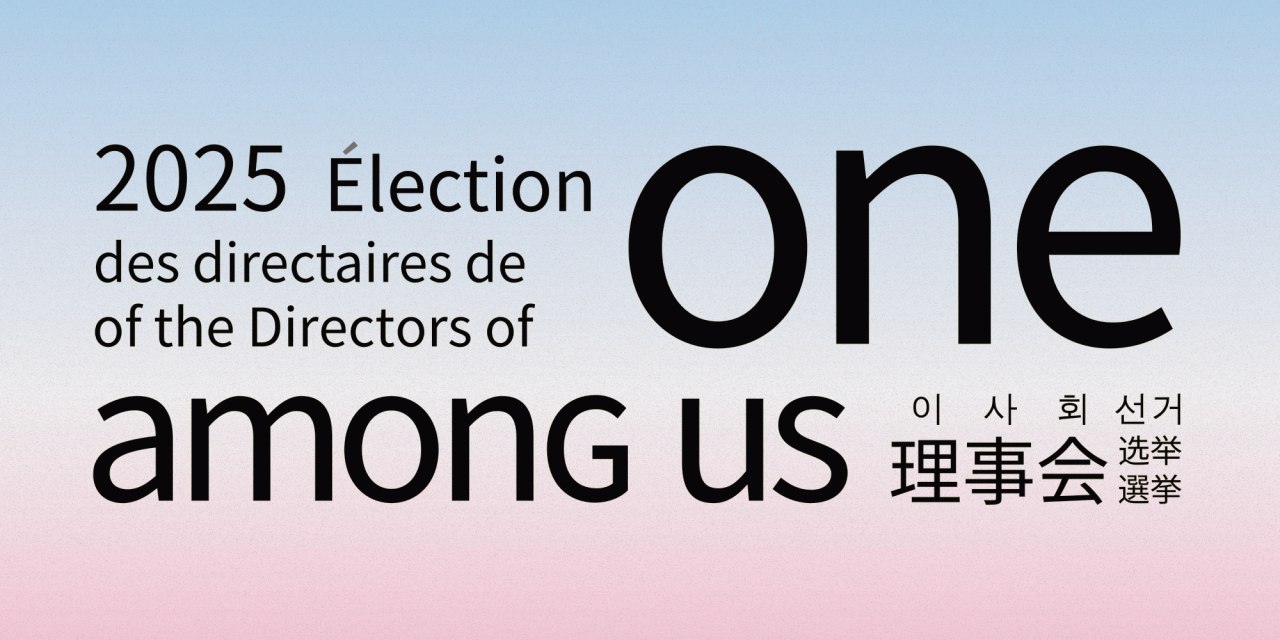 2025 Élection
des directaires de
of the Directors of
one
amonG us
이사회 선거
理事会
选举
選挙